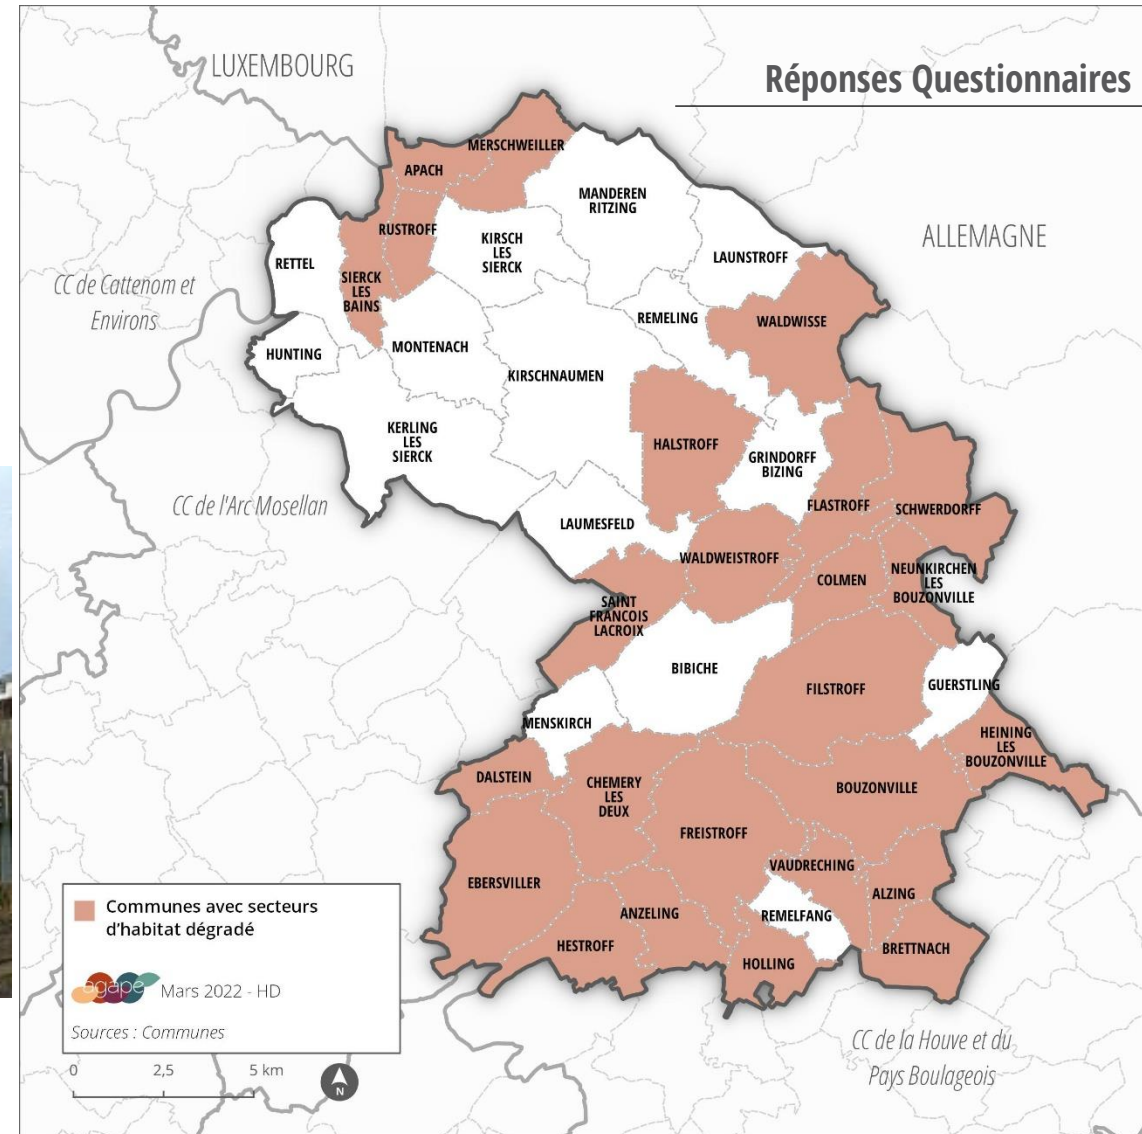 Réponses Questionnaires
LUXEMBOURG
ALLEMAGNE
CC de Cattenom et
Environs
CC de l'Arc Mosellan
MERSCHWEILLER
APACH
MANDEREN
RITZING
RUSTROFF
KIRSCH
LES
SIERCK
LAUNSTROFF
RETTEL
SIERCK
LES
BAINS
REMELING
WALDWISSE
HUNTING
MONTENACH
KIRSCHNAUMEN
KERLING
LES
SIERCK
HALSTROFF
GRINDORFF
BIZING
FLASTROFF
SCHWERDORFF
LAUMESFELD
WALDWEISTROFF
COLMEN
NEUNKIRCHEN
LES
BOUZONVILLE
SAINT
FRANCOIS
LACROIX
BIBICHE
FILSTROFF
GUERSTLING
MENSKIRCH
HEINING
LES
BOUZONVILLE
DALSTEIN
CHEMERY
LES
DEUX
BOUZONVILLE
FREISTROFF
VAUDRECHING
EBERSVILLER
ALZING
ANZELING
REMELFANG
HESTROFF
BRETTNACH
HOLLING
CC de la Houve et du
Pays Boulageois
Communes avec secteurs
d'habitat dégradé
agape Mars 2022 - HD
Sources : Communes
0 2,5 5 km
N